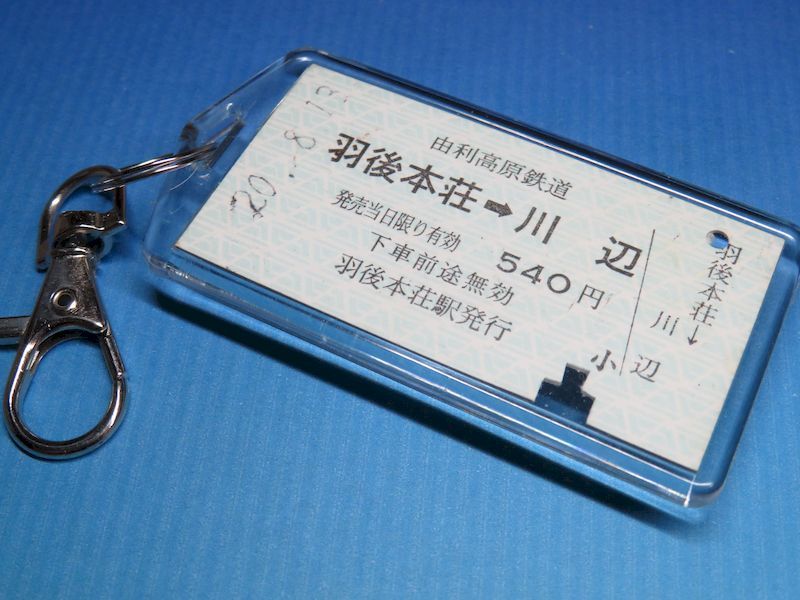 20.-8.13
由利高原鉄道
羽後本荘➡川辺
発売当日限り有効 540円
下車前途無効
羽後本荘駅発行
小
羽後本荘→川辺